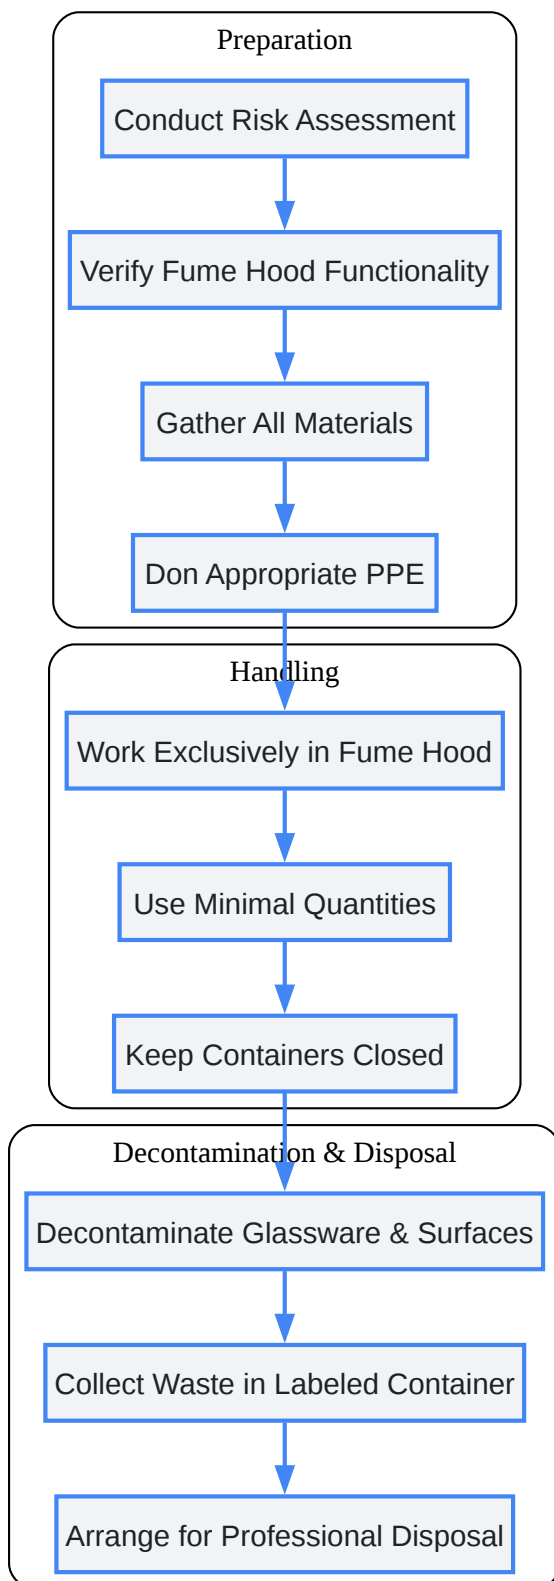 Preparation
Conduct Risk Assessment
Verify Fume Hood Functionality
Gather All Materials
Don Appropriate PPE
Handling
Work Exclusively in Fume Hood
Use Minimal Quantities
Keep Containers Closed
Decontamination & Disposal
Decontaminate Glassware & Surfaces
Collect Waste in Labeled Container
Arrange for Professional Disposal